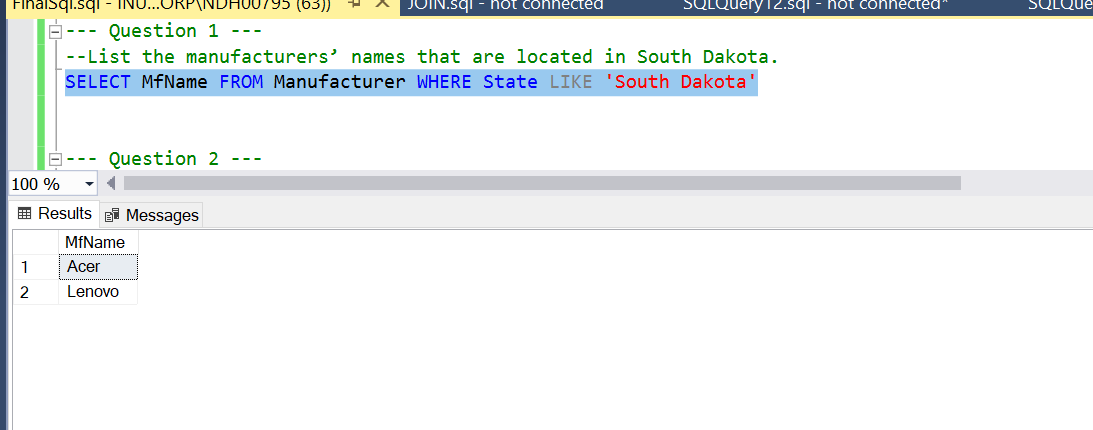 FinalSql.sql - INU...ORP\NDH00795 (63)) JOIN.sql - not connected SQLQuery12.sql - not connected* SQLQue
--- Question 1 ---
--List the manufacturers’ names that are located in South Dakota.
SELECT MfName FROM Manufacturer WHERE State LIKE 'South Dakota'
--- Question 2 ---
100 %
Results Messages
MfName
1 Acer
2 Lenovo